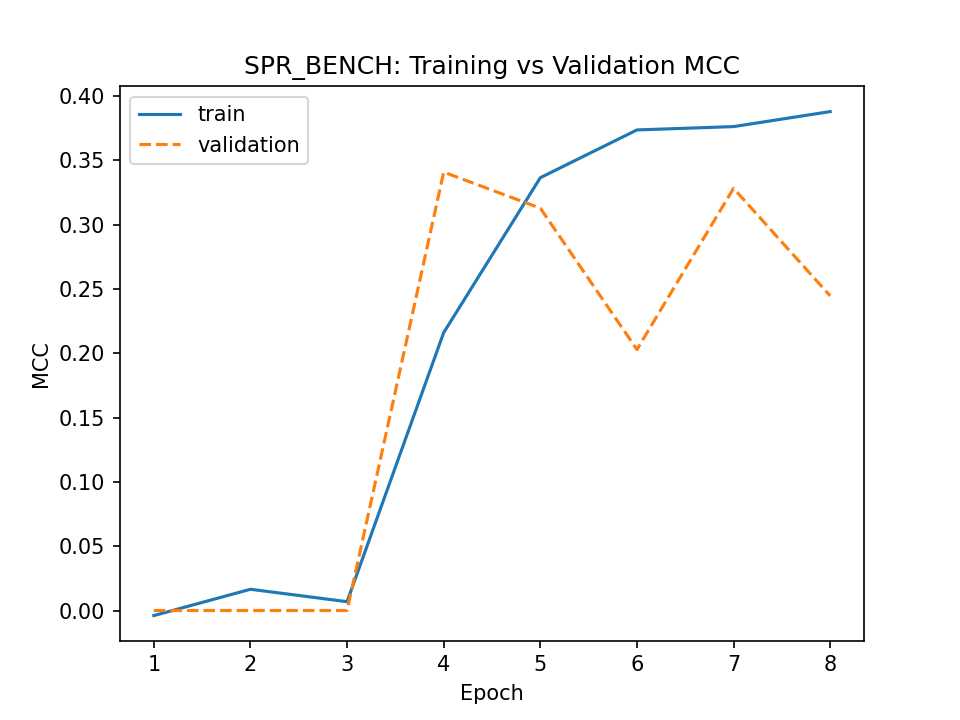 SPR_BENCH: Training vs Validation MCC
train
validation
MCC
0.40
0.35
0.30
0.25
0.20
0.15
0.10
0.05
0.00
1 2 3 4 5 6 7 8
Epoch